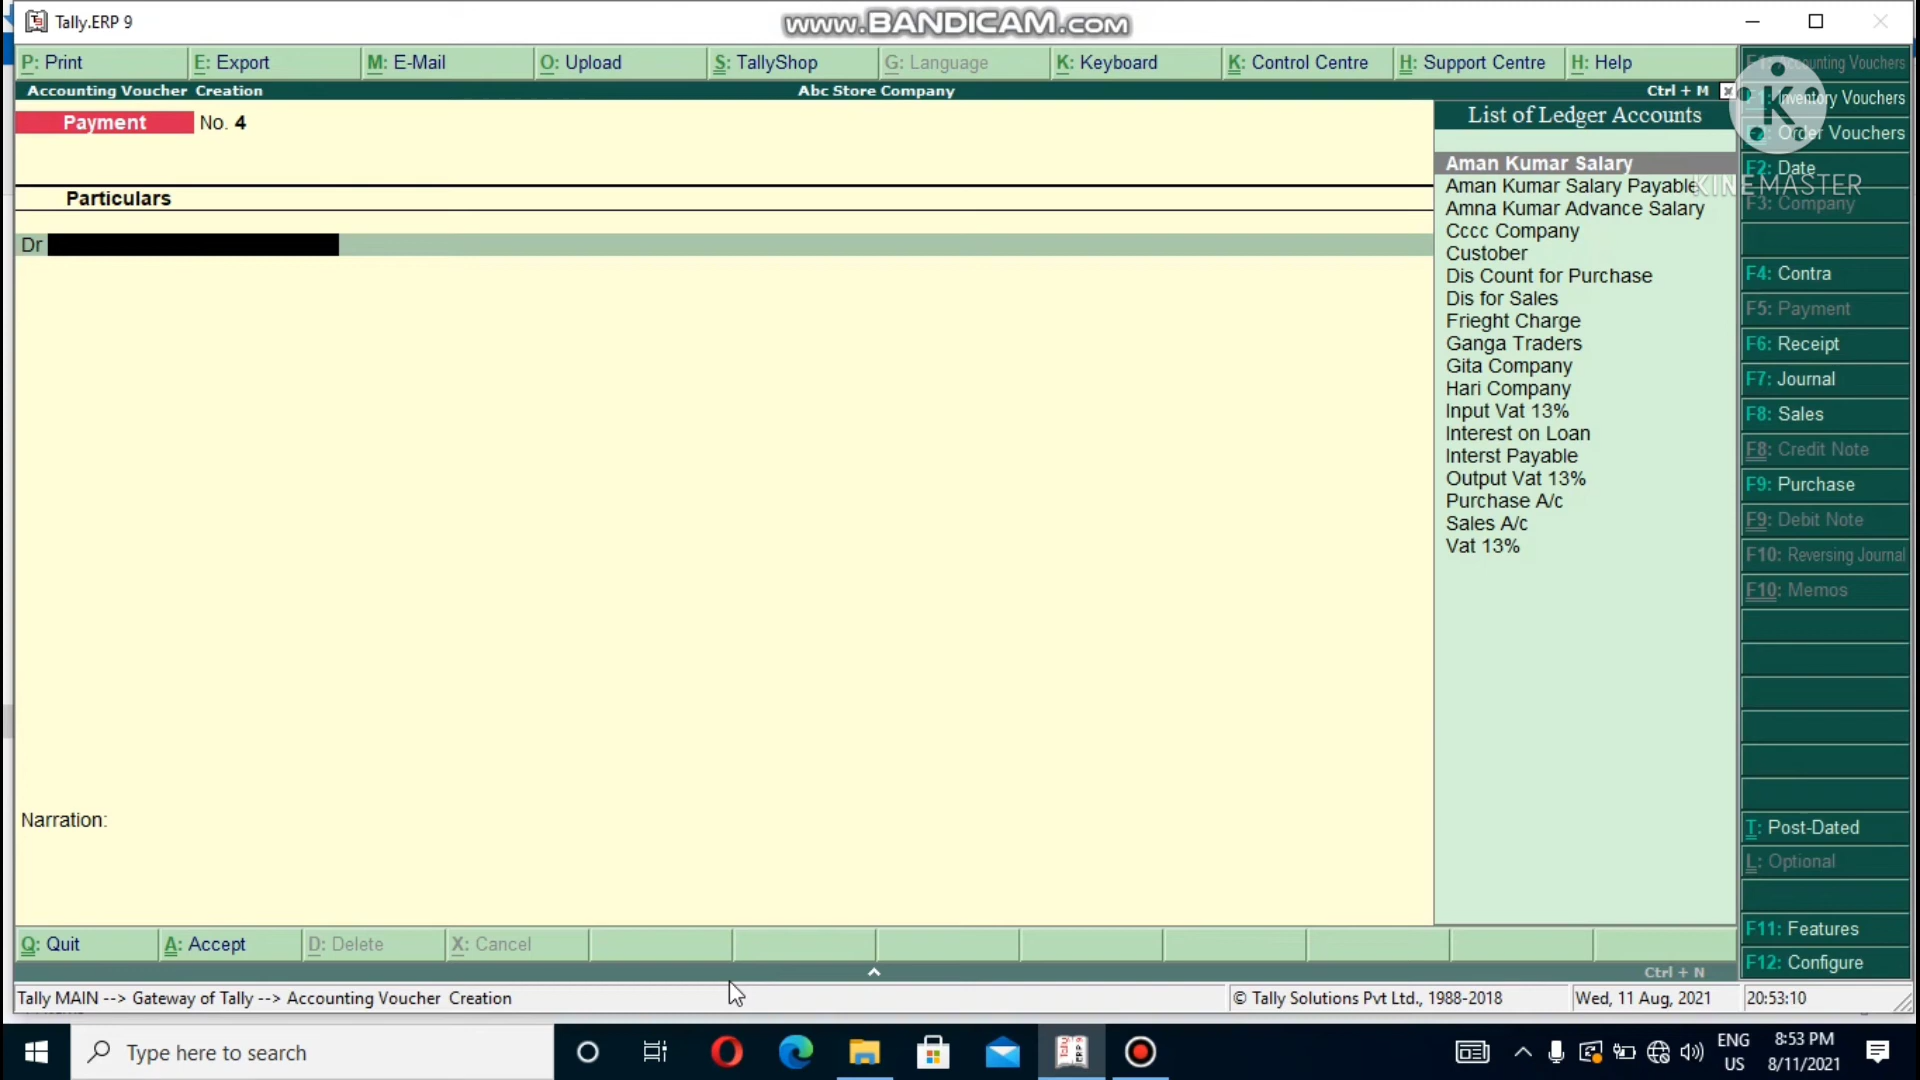 Tally.ERP 9
www.BANDICAM.com
P: Print
E: Export
M: E-Mail
O: Upload
S: TallyShop
G: Language
K: Keyboard
K: Control Centre
H: Support Centre
H: Help
Accounting Voucher Creation
Abc Store Company
Ctrl + M
Payment No. 4
Particulars
Dr
Narration:
List of Ledger Accounts
Aman Kumar Salary
Aman Kumar Salary Payable
Amna Kumar Advance Salary
Cccc Company
Custober
Dis Count for Purchase
Dis for Sales
Frieght Charge
Ganga Traders
Gita Company
Hari Company
Input Vat 13%
Interest on Loan
Interst Payable
Output Vat 13%
Purchase A/c
Sales A/c
Vat 13%
F1: Accounting Vouchers
F1: Inventory Vouchers
F2: Order Vouchers
F2: Date
K
KINEMASTER
F3: Company
F4: Contra
F5: Payment
F6: Receipt
F7: Journal
F8: Sales
F8: Credit Note
F9: Purchase
F9: Debit Note
F10: Reversing Journal
F10: Memos
T: Post-Dated
L: Optional
F11: Features
F12: Configure
Q: Quit
A: Accept
D: Delete
X: Cancel
Ctrl + N
Tally MAIN --> Gateway of Tally --> Accounting Voucher Creation
© Tally Solutions Pvt Ltd., 1988-2018
Wed, 11 Aug, 2021
20:53:10
Type here to search
ENG
US
8:53 PM
8/11/2021